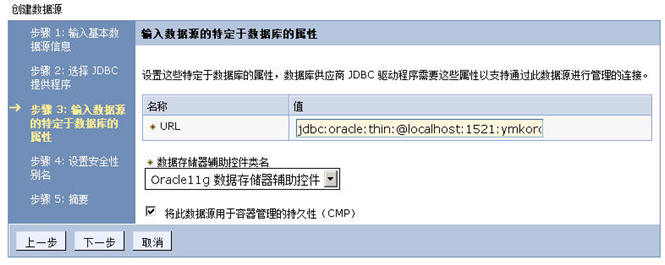 创建数据源
步骤 1: 输入基本数
据源信息
步骤 2: 选择 JDBC
提供程序
步骤 3: 输入数据源
的特定于数据库的
属性
步骤 4: 设置安全性
别名
步骤 5: 摘要
输入数据源的特定于数据库的属性
设置这些特定于数据库的属性，数据库供应商 JDBC 驱动程序需要这些属性以支持通过此数据源进行管理的连接。
名称 值
URL jdbc:oracle:thin:@localhost:1521:ymkord
数据存储器辅助控件类名
Oracle11g 数据存储器辅助控件
将此数据源用于容器管理的持久性（CMP）
上一步 下一步 取消